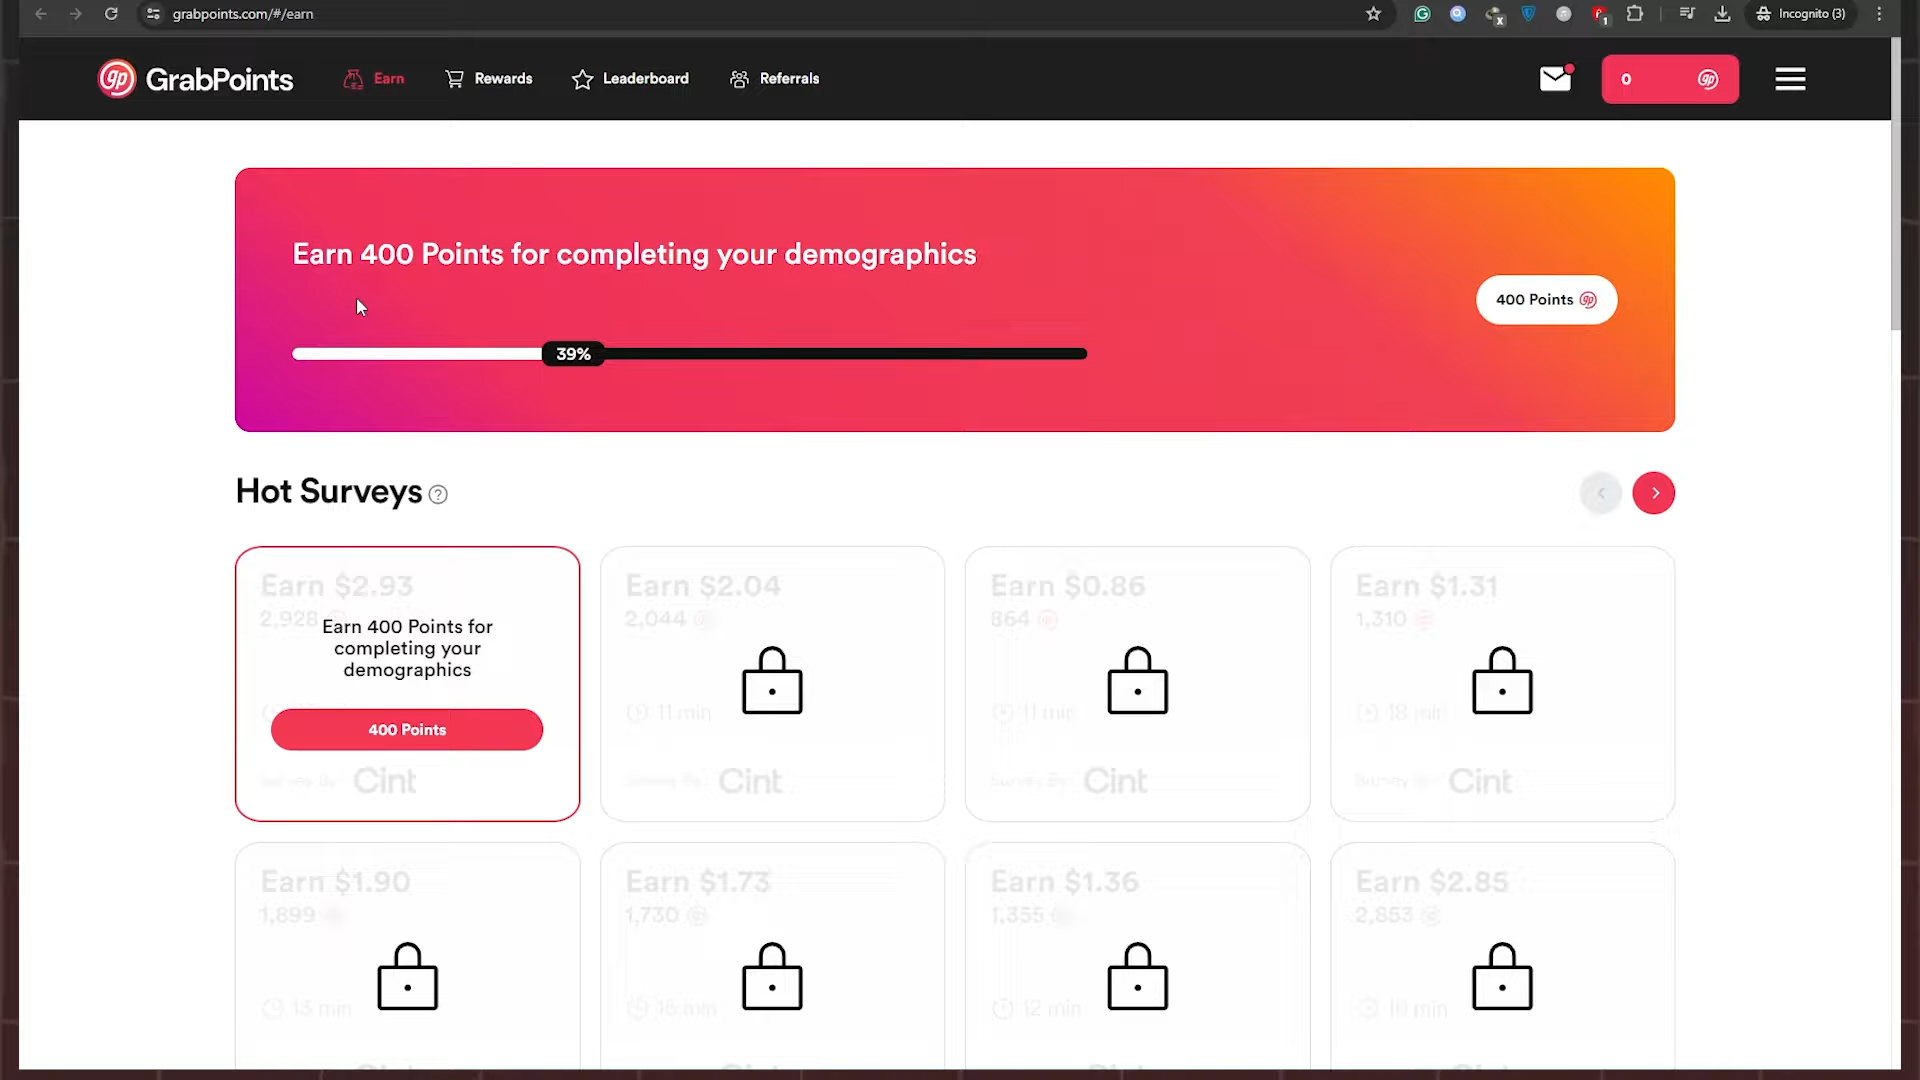 grabpoints.com/#/earn
Incognito (3)
GrabPoints
Earn
Rewards
Leaderboard
Referrals
0
Earn 400 Points for completing your demographics
400 Points
39%
Hot Surveys
Earn $2.93
2,928
Earn 400 Points for
completing your
demographics
400 Points
Cint
Earn $2.04
2,044
11 min
Cint
Earn $0.86
864
11 min
Cint
Earn $1.31
1,310
18 min
Cint
Earn $1.90
1,899
13 min
Earn $1.73
1,730
Earn $1.36
1,355
12 min
Earn $2.85
2,853